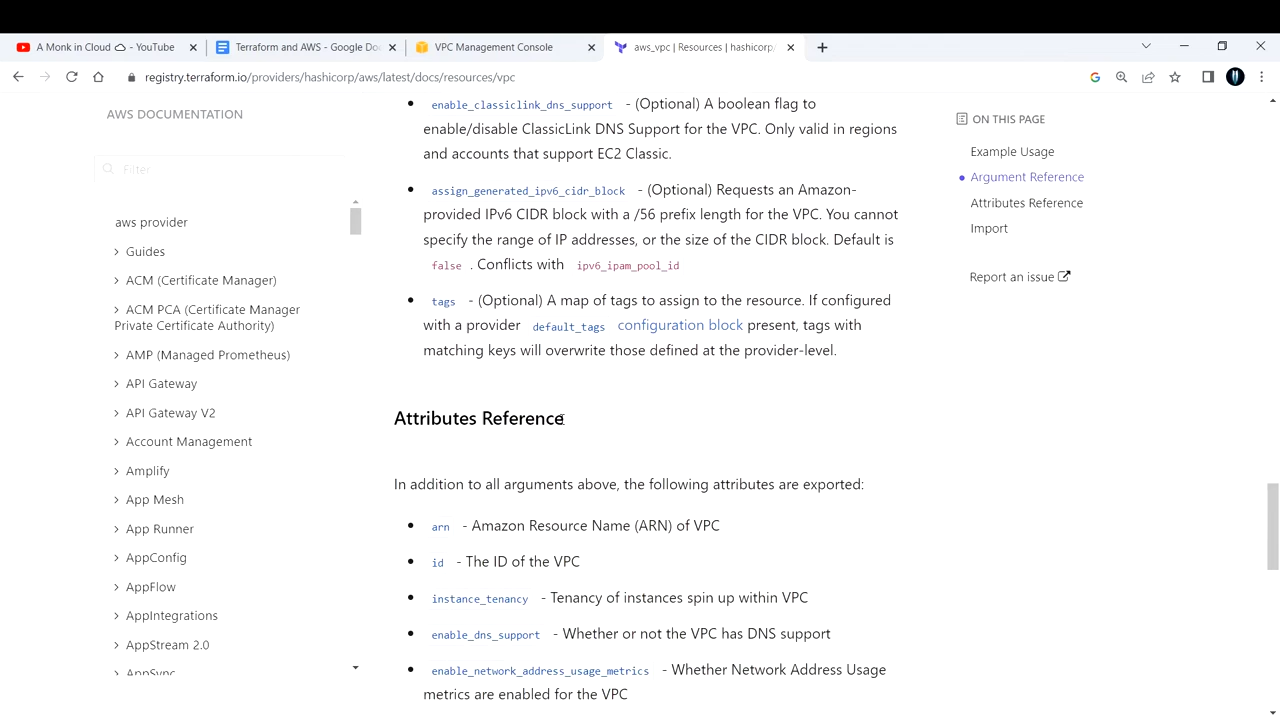 A Monk in Cloud - YouTube
Terraform and AWS - Google Do
VPC Management Console
aws_vpc | Resources | hashicorp/
registry.terraform.io/providers/hashicorp/aws/latest/docs/resources/vpc
AWS DOCUMENTATION
Filter
aws provider
Guides
ACM (Certificate Manager)
ACM PCA (Certificate Manager
Private Certificate Authority)
AMP (Managed Prometheus)
API Gateway
API Gateway V2
Account Management
Amplify
App Mesh
App Runner
AppConfig
AppFlow
AppIntegrations
AppStream 2.0
AppSync
enable_classiclink_dns_support - (Optional) A boolean flag to
enable/disable ClassicLink DNS Support for the VPC. Only valid in regions
and accounts that support EC2 Classic.
assign_generated_ipv6_cidr_block - (Optional) Requests an Amazon-
provided IPv6 CIDR block with a /56 prefix length for the VPC. You cannot
specify the range of IP addresses, or the size of the CIDR block. Default is
false . Conflicts with ipv6_ipam_pool_id
tags - (Optional) A map of tags to assign to the resource. If configured
with a provider default_tags configuration block present, tags with
matching keys will overwrite those defined at the provider-level.
Attributes Reference
In addition to all arguments above, the following attributes are exported:
arn - Amazon Resource Name (ARN) of VPC
id - The ID of the VPC
instance_tenancy - Tenancy of instances spin up within VPC
enable_dns_support - Whether or not the VPC has DNS support
enable_network_address_usage_metrics - Whether Network Address Usage
metrics are enabled for the VPC
ON THIS PAGE
Example Usage
Argument Reference
Attributes Reference
Import
Report an issue